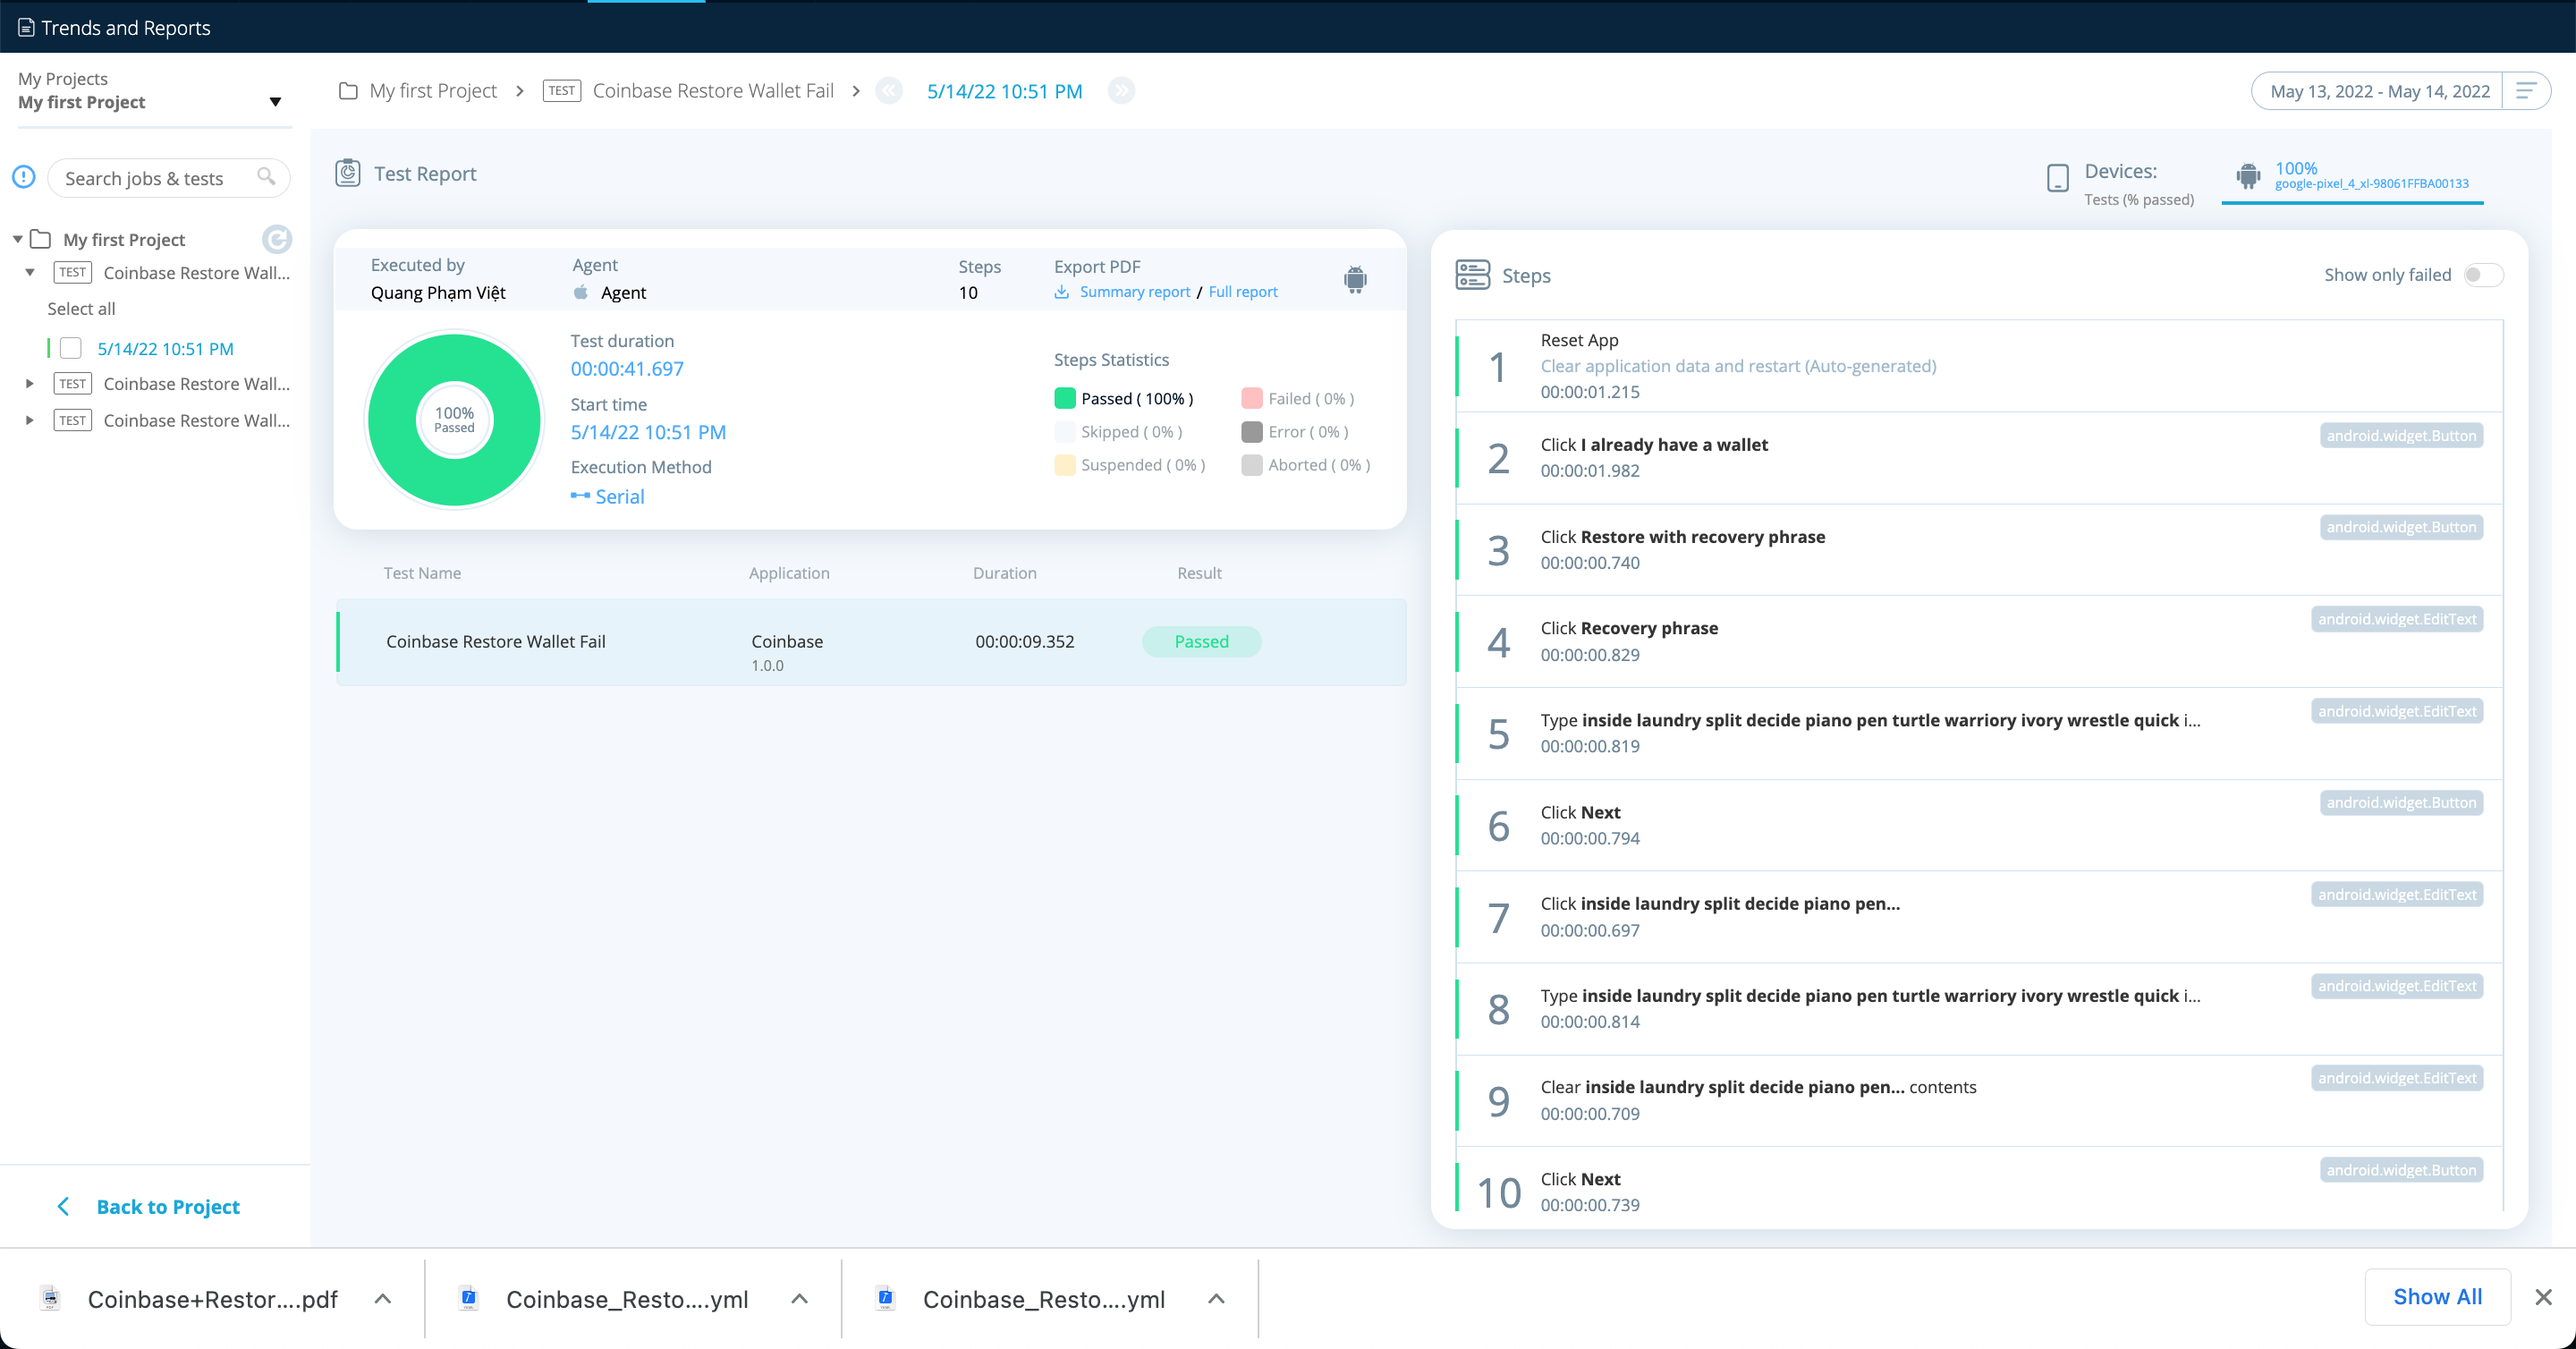 Trends and Reports
My Projects
My first Project
My first Project > TEST Coinbase Restore Wallet Fail > 5/14/22 10:51 PM
May 13, 2022 - May 14, 2022
Search jobs & tests
My first Project
TEST Coinbase Restore Wall...
Select all
5/14/22 10:51 PM
TEST Coinbase Restore Wall...
TEST Coinbase Restore Wall...
Back to Project
Test Report
Devices:
Tests (% passed)
100%
google-pixel_4_xl-98061FFBA00133
Executed by
Quang Phạm Việt
Agent
Agent
Steps
10
Export PDF
Summary report / Full report
100%
Passed
Test duration
00:00:41.697
Start time
5/14/22 10:51 PM
Execution Method
Serial
Steps Statistics
Passed ( 100% )
Failed ( 0% )
Skipped ( 0% )
Error ( 0% )
Suspended ( 0% )
Aborted ( 0% )
Test Name Application Duration Result
Coinbase Restore Wallet Fail Coinbase 00:00:09.352 Passed
1.0.0
Steps
Show only failed
1
Reset App
Clear application data and restart (Auto-generated)
00:00:01.215
2
Click I already have a wallet
00:00:01.982
android.widget.Button
3
Click Restore with recovery phrase
00:00:00.740
android.widget.Button
4
Click Recovery phrase
00:00:00.829
android.widget.EditText
5
Type inside laundry split decide piano pen turtle warriory ivory wrestle quick i...
00:00:00.819
android.widget.EditText
6
Click Next
00:00:00.794
android.widget.Button
7
Click inside laundry split decide piano pen...
00:00:00.697
android.widget.EditText
8
Type inside laundry split decide piano pen turtle warriory ivory wrestle quick i...
00:00:00.814
android.widget.EditText
9
Clear inside laundry split decide piano pen... contents
00:00:00.709
android.widget.EditText
10
Click Next
00:00:00.739
android.widget.Button
Coinbase+Restor....pdf
Coinbase_Resto....yml
Coinbase_Resto....yml
Show All